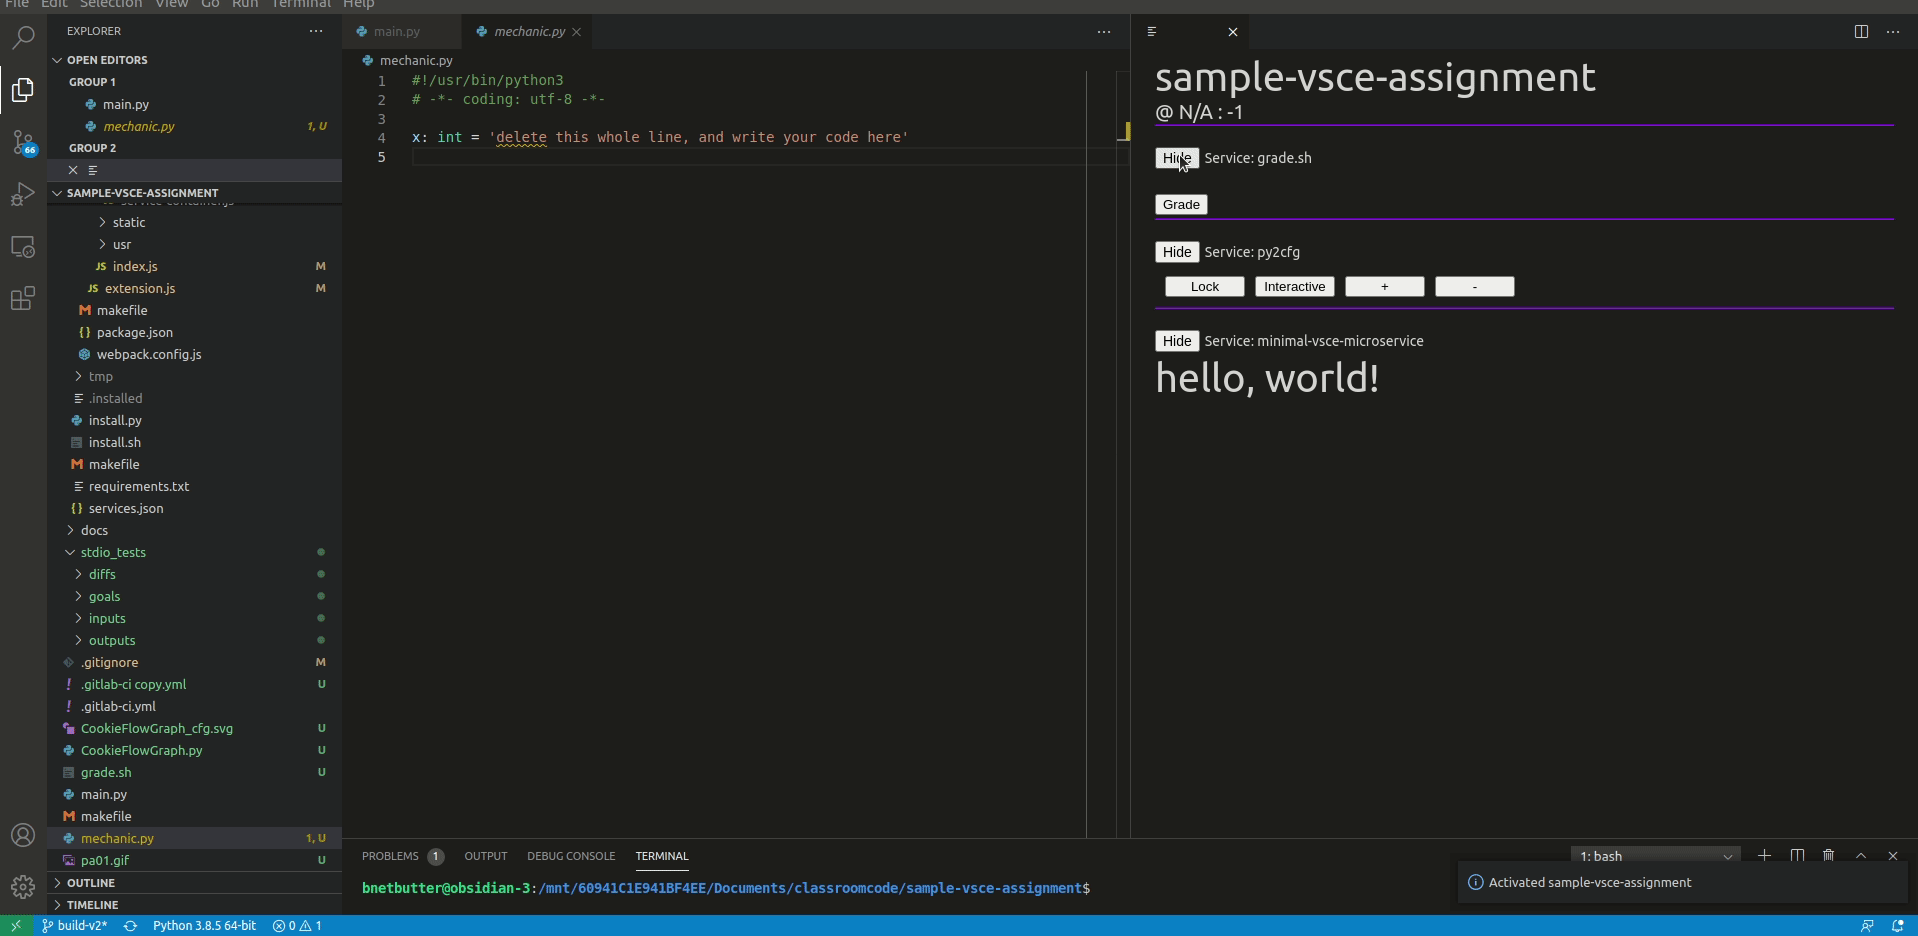 File Edit Selection View Go Run Terminal Help
EXPLORER
OPEN EDITORS
GROUP 1
main.py
mechanic.py 1, U
GROUP 2
SAMPLE-VSCE-ASSIGNMENT
service-container.js
static
usr
JS index.js M
JS extension.js M
makefile
package.json
webpack.config.js
tmp
.installed
install.py
install.sh
makefile
requirements.txt
services.json
docs
stdio_tests
diffs
goals
inputs
outputs
.gitignore M
.gitlab-ci copy.yml U
.gitlab-ci.yml
CookieFlowGraph_cfg.svg U
CookieFlowGraph.py U
grade.sh U
main.py
makefile
mechanic.py 1, U
pa01.gif U
OUTLINE
TIMELINE
66
main.py
mechanic.py
mechanic.py
1 #!/usr/bin/python3
2 # -*- coding: utf-8 -*-
3
4 x: int = 'delete this whole line, and write your code here'
5
sample-vsce-assignment
@ N/A : -1
Hide Service: grade.sh
Grade
Hide Service: py2cfg
Lock Interactive + -
Hide Service: minimal-vsce-microservice
hello, world!
PROBLEMS 1 OUTPUT DEBUG CONSOLE TERMINAL
1: bash
bnetbutter@obsidian-3:/mnt/60941C1E941BF4EE/Documents/classroomcode/sample-vsce-assignment$
Activated sample-vsce-assignment
build-v2* Python 3.8.5 64-bit 0 1